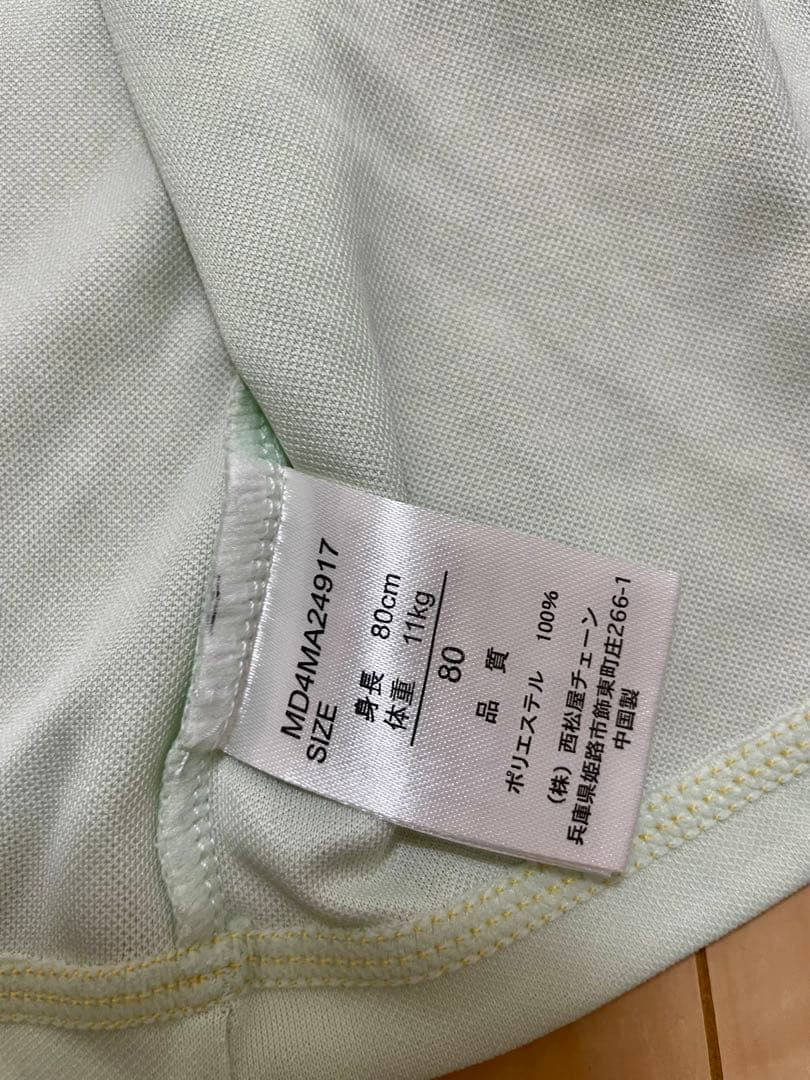 MD4MA24917
SIZE
身長 80cm
体重 11kg
80
品質
ポリエステル 100%
(株) 西松屋チェーン
兵庫県姫路市飾東町庄266-1
中国製